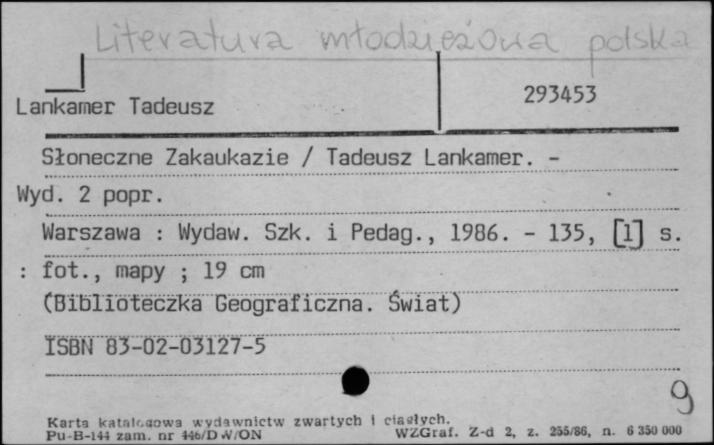 Literatura młodzieżowa polska
Lankamer Tadeusz
293453
Słoneczne Zakaukazie / Tadeusz Lankamer. -
Wyd. 2 popr.
Warszawa : Wydaw. Szk. i Pedag., 1986. - 135, [1] s.
: fot., mapy ; 19 cm
(Biblioteczka Geograficzna. Świat)
ISBN 83-02-03127-5
9
Karta katalogowa wydawnictw zwartych i ciągłych.
Pu-B-144 zam. nr 446/DW/ON WZGraf. Z-d 2, z. 255/86, n. 6 350 000